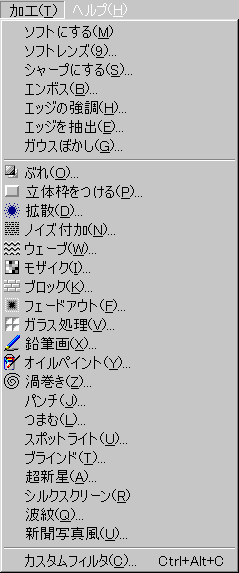 加工(T) ヘルプ(H)
ソフトにする(M)
ソフトレンズ(9)...
シャープにする(S)...
エンボス(B)...
エッジの強調(H)...
エッジを抽出(E)...
ガウスぼかし(G)...
ぶれ(O)...
立体枠をつける(P)...
拡散(D)...
ノイズ付加(N)...
ウェーブ(W)...
モザイク(I)...
ブロック(K)...
フェードアウト(F)...
ガラス処理(V)...
鉛筆画(X)...
オイルペイント(Y)...
渦巻き(Z)...
パンチ(J)...
つまむ(L)...
スポットライト(U)...
ブラインド(T)...
超新星(A)...
シルクスクリーン(R)
波紋(Q)...
新聞写真風(U)...
カスタムフィルタ(C)... Ctrl+Alt+C